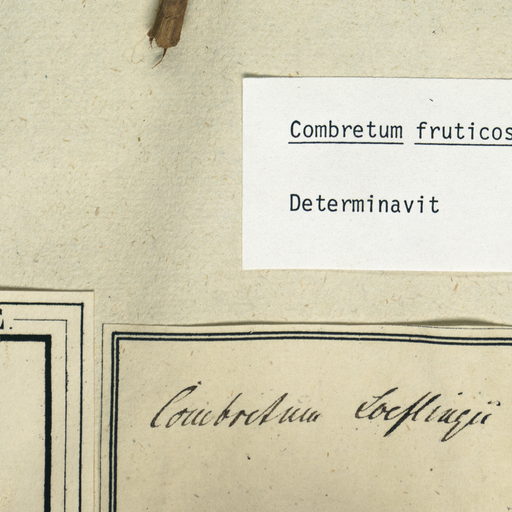 Combretum fruticos
Determinavit
E.
Combretum Loeflingii